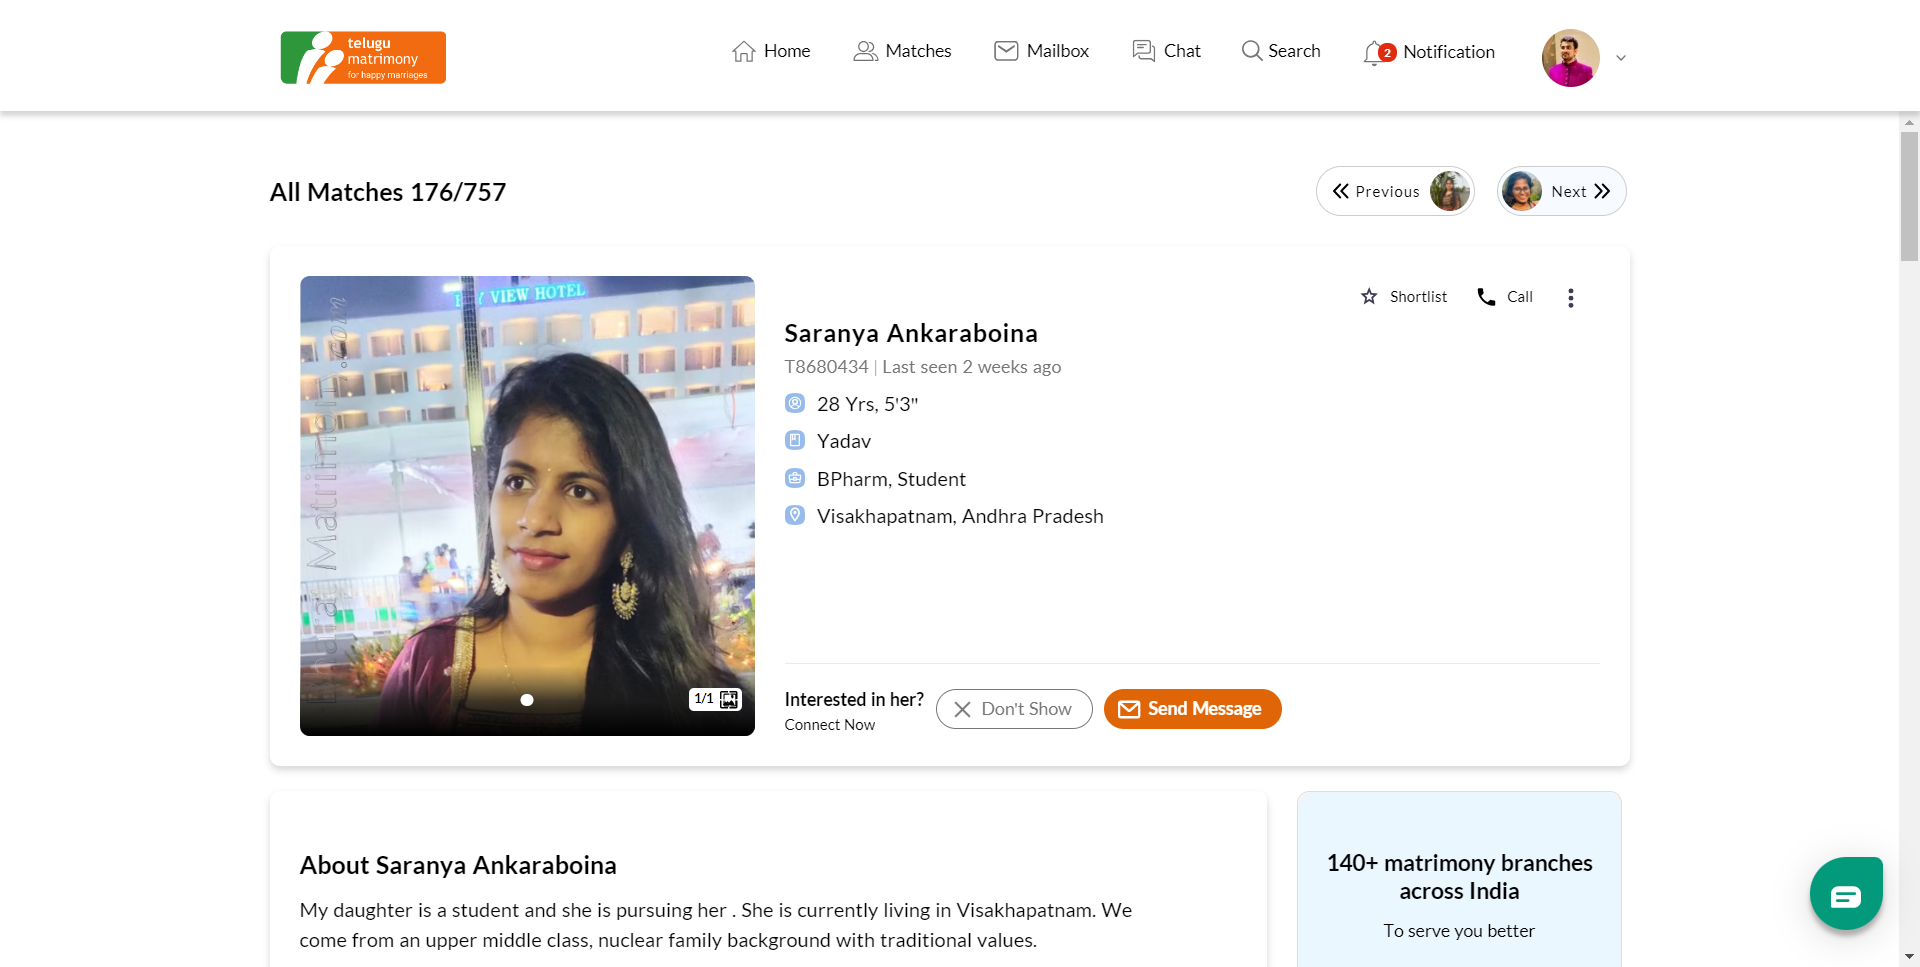 telugu
matrimony
for happy marriages
Home
Matches
Mailbox
Chat
Search
2
Notification
All Matches 176/757
Previous
Next
VIEW HOTEL
Bharat Matrimony.com
1/1
Shortlist
Call
Saranya Ankaraboina
T8680434 | Last seen 2 weeks ago
28 Yrs, 5'3"
Yadav
BPharm, Student
Visakhapatnam, Andhra Pradesh
Interested in her?
Connect Now
Don't Show
Send Message
About Saranya Ankaraboina
My daughter is a student and she is pursuing her . She is currently living in Visakhapatnam. We
come from an upper middle class, nuclear family background with traditional values.
140+ matrimony branches
across India
To serve you better